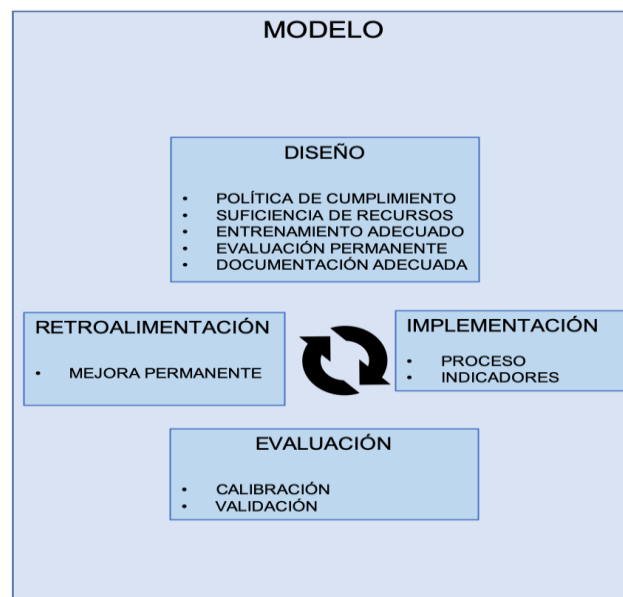 MODELO
DISEÑO
• POLÍTICA DE CUMPLIMIENTO
• SUFICIENCIA DE RECURSOS
• ENTRENAMIENTO ADECUADO
• EVALUACIÓN PERMANENTE
• DOCUMENTACIÓN ADECUADA
RETROALIMENTACIÓN
• MEJORA PERMANENTE
IMPLEMENTACIÓN
• PROCESO
• INDICADORES
EVALUACIÓN
• CALIBRACIÓN
• VALIDACIÓN